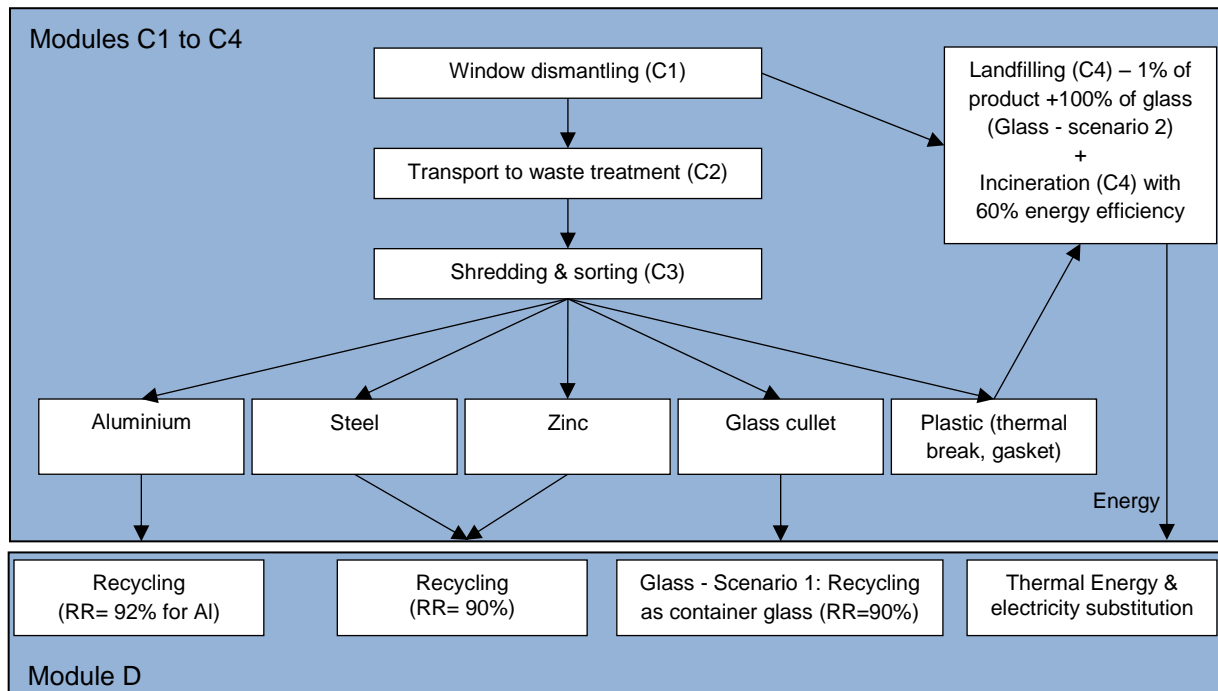 Modules C1 to C4
Window dismantling (C1)
Transport to waste treatment (C2)
Shredding & sorting (C3)
Landfilling (C4) – 1% of
product +100% of glass
(Glass - scenario 2)
+
Incineration (C4) with
60% energy efficiency
Aluminium
Steel
Zinc
Glass cullet
Plastic (thermal
break, gasket)
Energy
Recycling
(RR= 92% for Al)
Recycling
(RR= 90%)
Glass - Scenario 1: Recycling
as container glass (RR=90%)
Thermal Energy &
electricity substitution
Module D